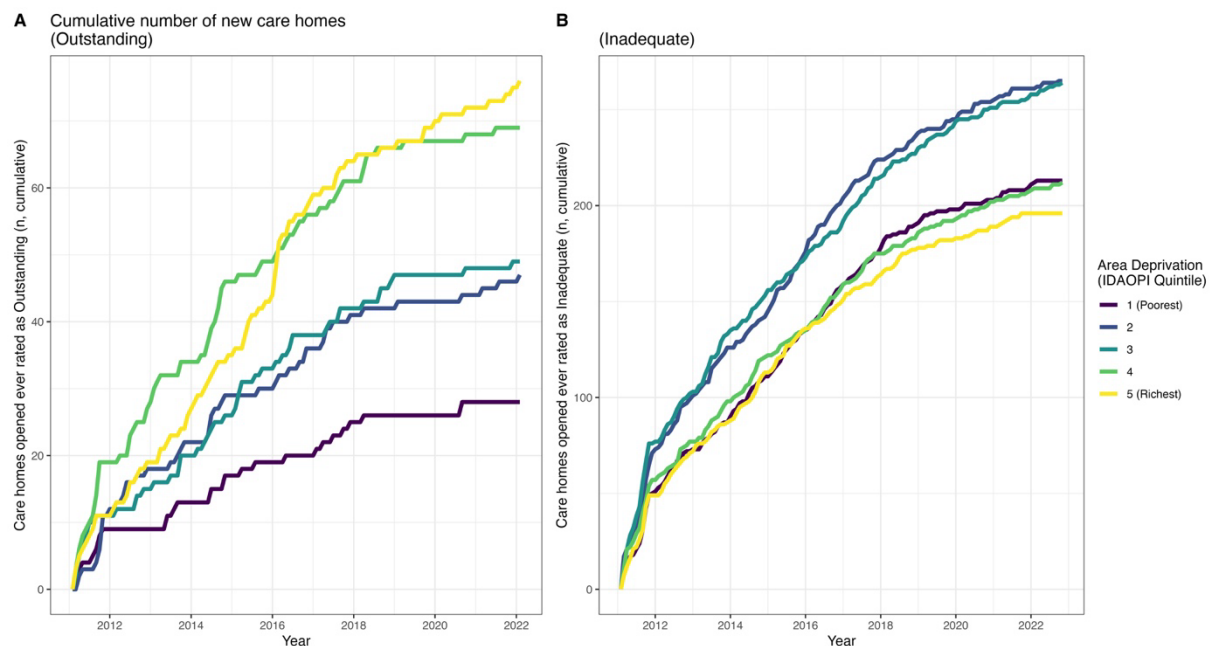 A
Cumulative number of new care homes
(Outstanding)
Care homes opened ever rated as Outstanding (n, cumulative)
60
40
20
0
2012 2014 2016 2018 2020 2022
Year
B
(Inadequate)
Care homes opened ever rated as Inadequate (n, cumulative)
200
100
0
2012 2014 2016 2018 2020 2022
Year
Area Deprivation
(IDAOPI Quintile)
1 (Poorest)
2
3
4
5 (Richest)